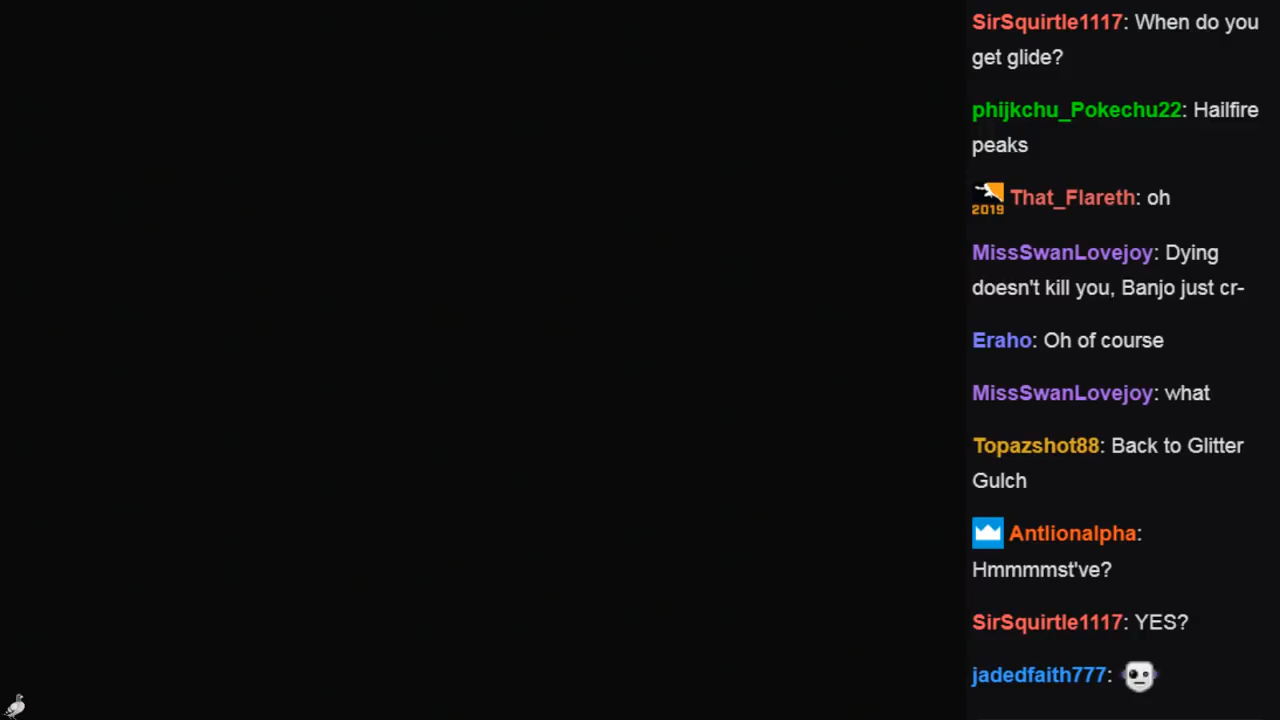 SirSquirtle1117: When do you
get glide?
phijkchu_Pokechu22: Hailfire
peaks
2019 That_Flareth: oh
MissSwanLovejoy: Dying
doesn't kill you, Banjo just cr-
Eraho: Oh of course
MissSwanLovejoy: what
Topazshot88: Back to Glitter
Gulch
Antlionalpha:
Hmmmmst've?
SirSquirtle1117: YES?
jadedfaith777: